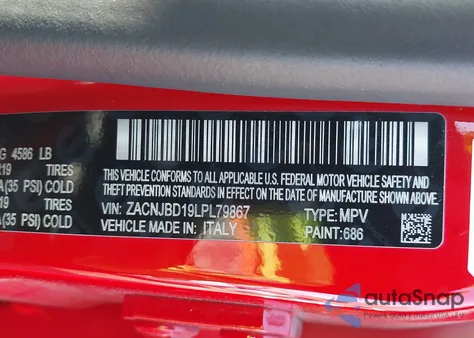 G 4586 LB
219 TIRES
A(35 PSI) COLD
19 TIRES
A(35 PSI) COLD
THIS VEHICLE CONFORMS TO ALL APPLICABLE U.S. FEDERAL MOTOR VEHICLE SAFETY AND
THEFT PREVENTION STANDARDS IN EFFECT ON THE DATE OF MANUFACTURE SHOWN ABOVE.
VIN: ZACNJBD19LPL79867 TYPE: MPV
VEHICLE MADE IN: ITALY PAINT: 686
autoSnap